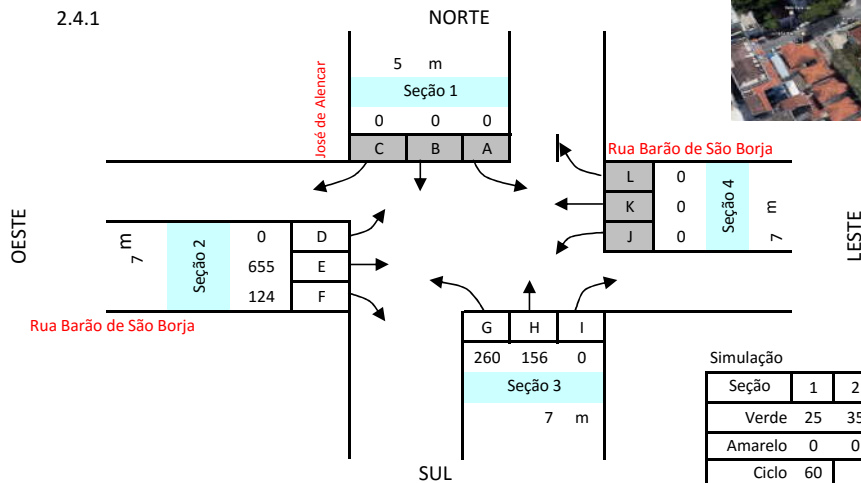 2.4.1
NORTE
José de Alencar
5 m
Seção 1
0 0 0
C B A
Rua Barão de São Borja
L 0
K 0
J 0
Seção 4
7 m
LESTE
OESTE
7 m
Seção 2
0 D
655 E
124 F
Rua Barão de São Borja
G H I
260 156 0
Seção 3
7 m
SUL
Simulação
Seção 1 2
Verde 25 35
Amarelo 0 0
Ciclo 60